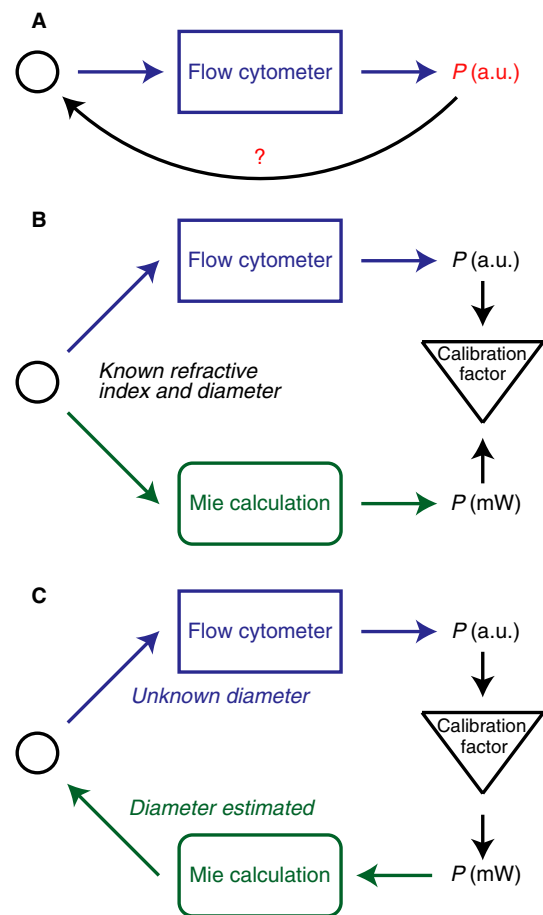 A
Flow cytometer
P (a.u.)
?
B
Flow cytometer
P (a.u.)
Known refractive
index and diameter
Calibration
factor
Mie calculation
P (mW)
C
Flow cytometer
P (a.u.)
Unknown diameter
Calibration
factor
Diameter estimated
Mie calculation
P (mW)